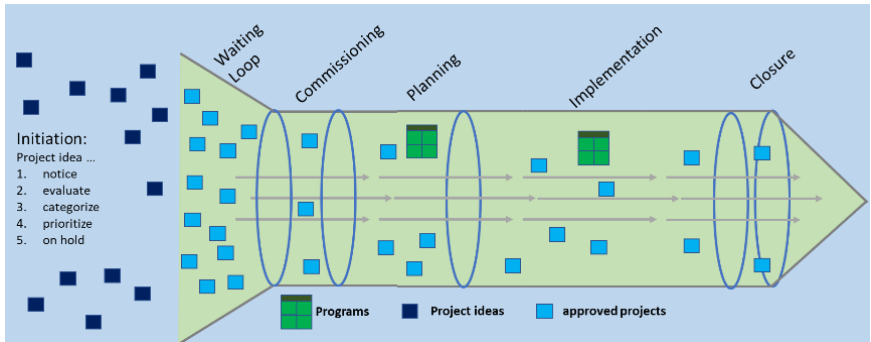 Waiting
Loop
Commissioning
Planning
Implementation
Closure
Initiation:
Project idea ...
1. notice
2. evaluate
3. categorize
4. prioritize
5. on hold
Programs
Project ideas
approved projects